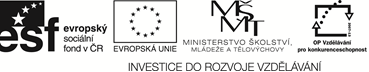 esf evropský
sociální
fond v ČR
EVROPSKÁ UNIE
MINISTERSTVO ŠKOLSTVÍ,
MLÁDEŽE A TĚLOVÝCHOVY
OP Vzdělávání
pro konkurenceschopnost
INVESTICE DO ROZVOJE VZDĚLÁVÁNÍ